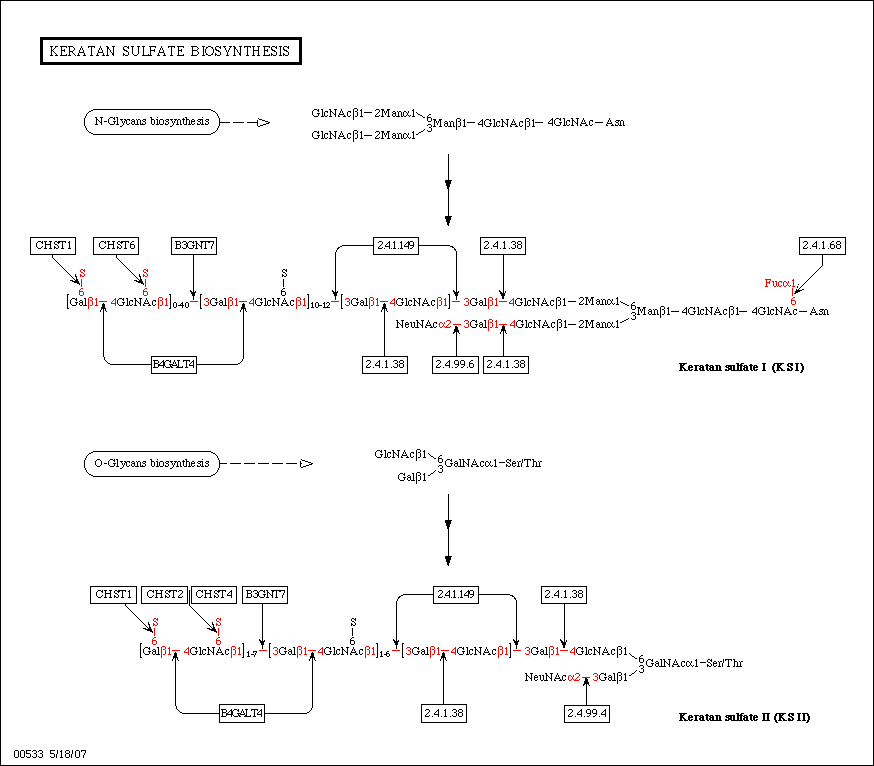 KERATAN SULFATE BIOSYNTHESIS
N-Glycans biosynthesis
GlcNAcβ1— 2Manα1
6
3
Manβ1— 4GlcNAcβ1— 4GlcNAc — Asn
GlcNAcβ1— 2Manα1
CHST1
CHST6
B3GNT7
2.4.1.149
2.4.1.38
2.4.1.68
S
S
S
Fucα1
6
6
6
6
[Galβ1— 4GlcNAcβ1]0-40 —[3Galβ1—4GlcNAcβ1]10-12 —[3Galβ1—4GlcNAcβ1]— 3Galβ1—4GlcNAcβ1— 2Manα1
6
3
Manβ1— 4GlcNAcβ1— 4GlcNAc— Asn
NeuNAcα2— 3Galβ1—4GlcNAcβ1— 2Manα1
B4GALT4
2.4.1.38
2.4.99.6
2.4.1.38
Keratan sulfate I (KS I)
O-Glycans biosynthesis
GlcNAcβ1
6
3
GalNAcα1—Ser/Thr
Galβ1
CHST1
CHST2
CHST4
B3GNT7
2.4.1.149
2.4.1.38
S
S
S
6
6
6
[Galβ1— 4GlcNAcβ1]1-7 —[3Galβ1—4GlcNAcβ1]1-6 —[3Galβ1—4GlcNAcβ1]— 3Galβ1—4GlcNAcβ1
6
3
GalNAcα1—Ser/Thr
NeuNAcα2— 3Galβ1
B4GALT4
2.4.1.38
2.4.99.4
Keratan sulfate II (KS II)
00533 5/18/07